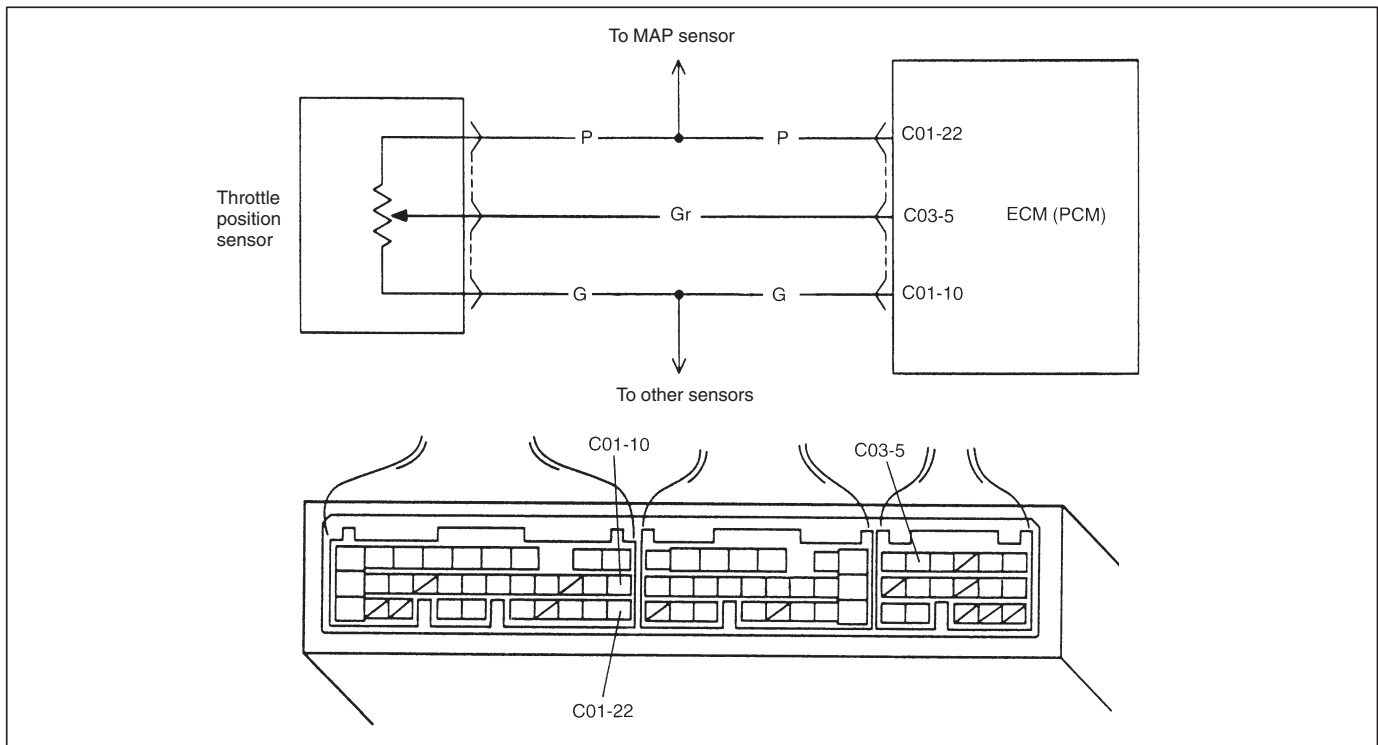 To MAP sensor
P
P
C01-22
Throttle
position
sensor
Gr
C03-5
ECM (PCM)
G
G
C01-10
To other sensors
C01-10
C03-5
C01-22